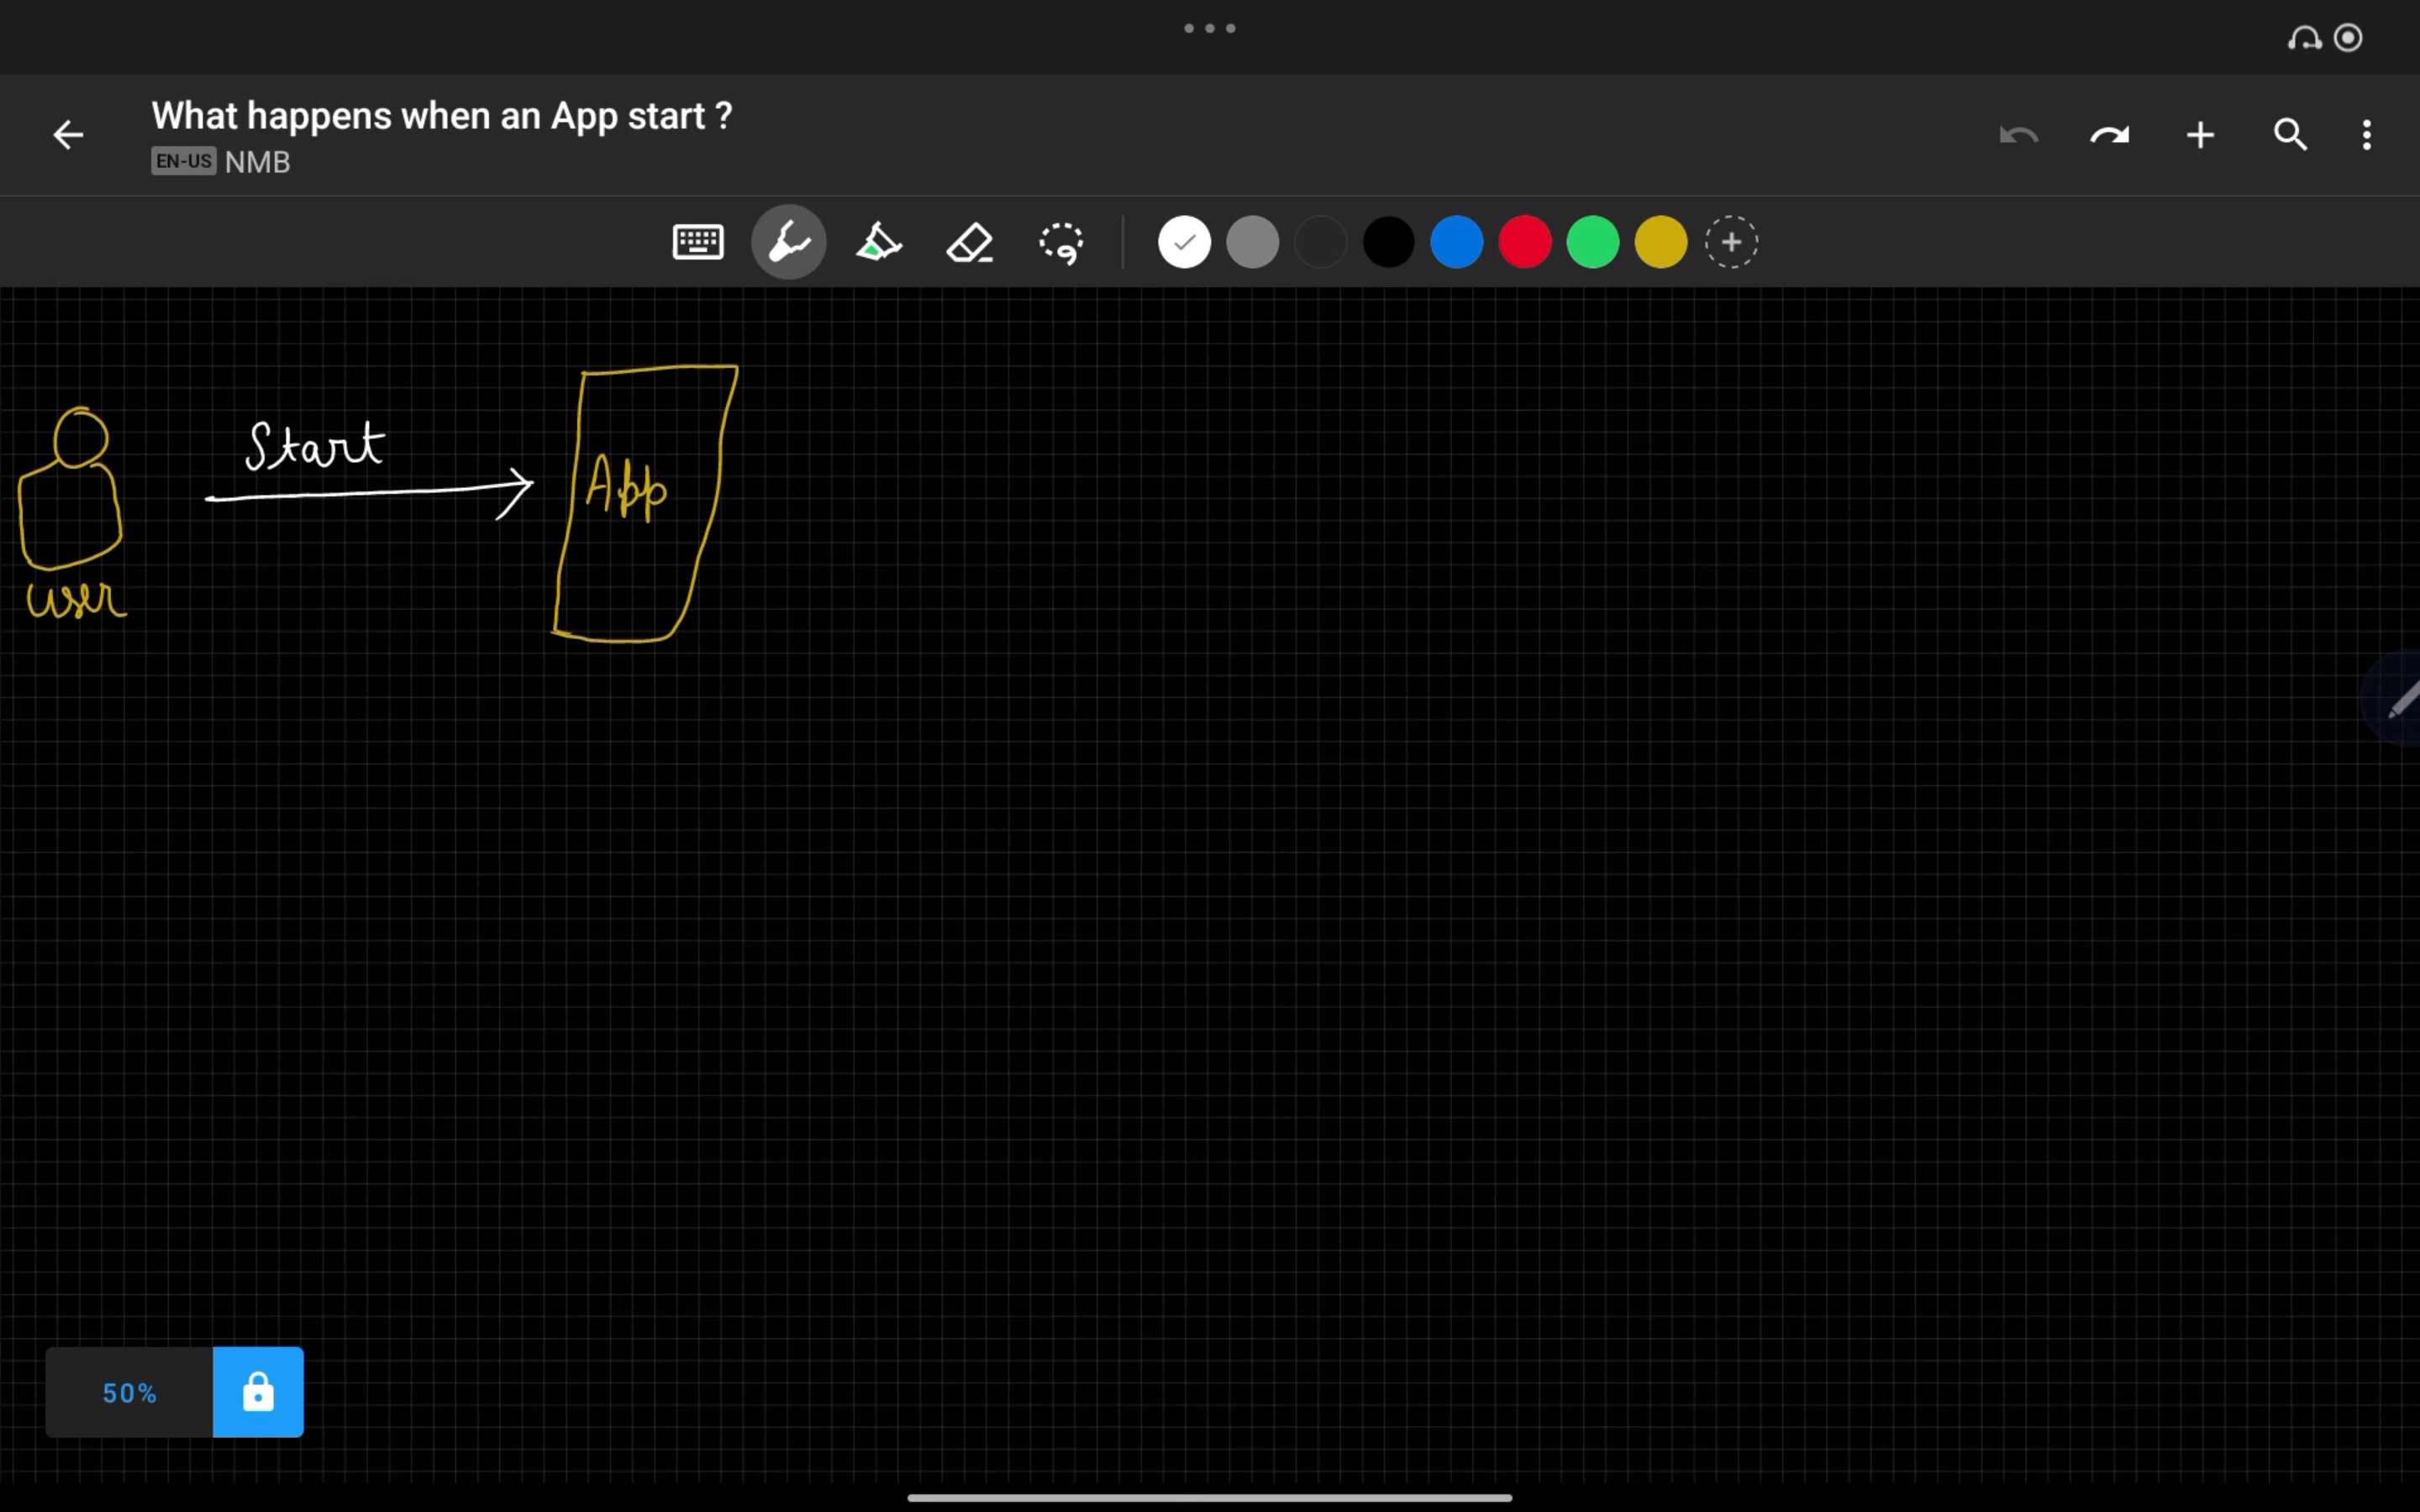 What happens when an App start ?
EN-US NMB
Start
App
user
50%